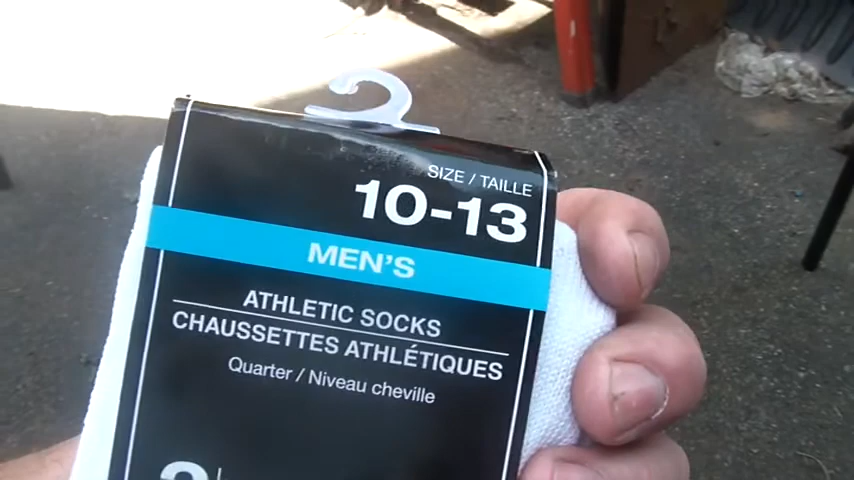 SIZE / TAILLE
10-13
MEN'S
ATHLETIC SOCKS
CHAUSSETTES ATHLÉTIQUES
Quarter / Niveau cheville